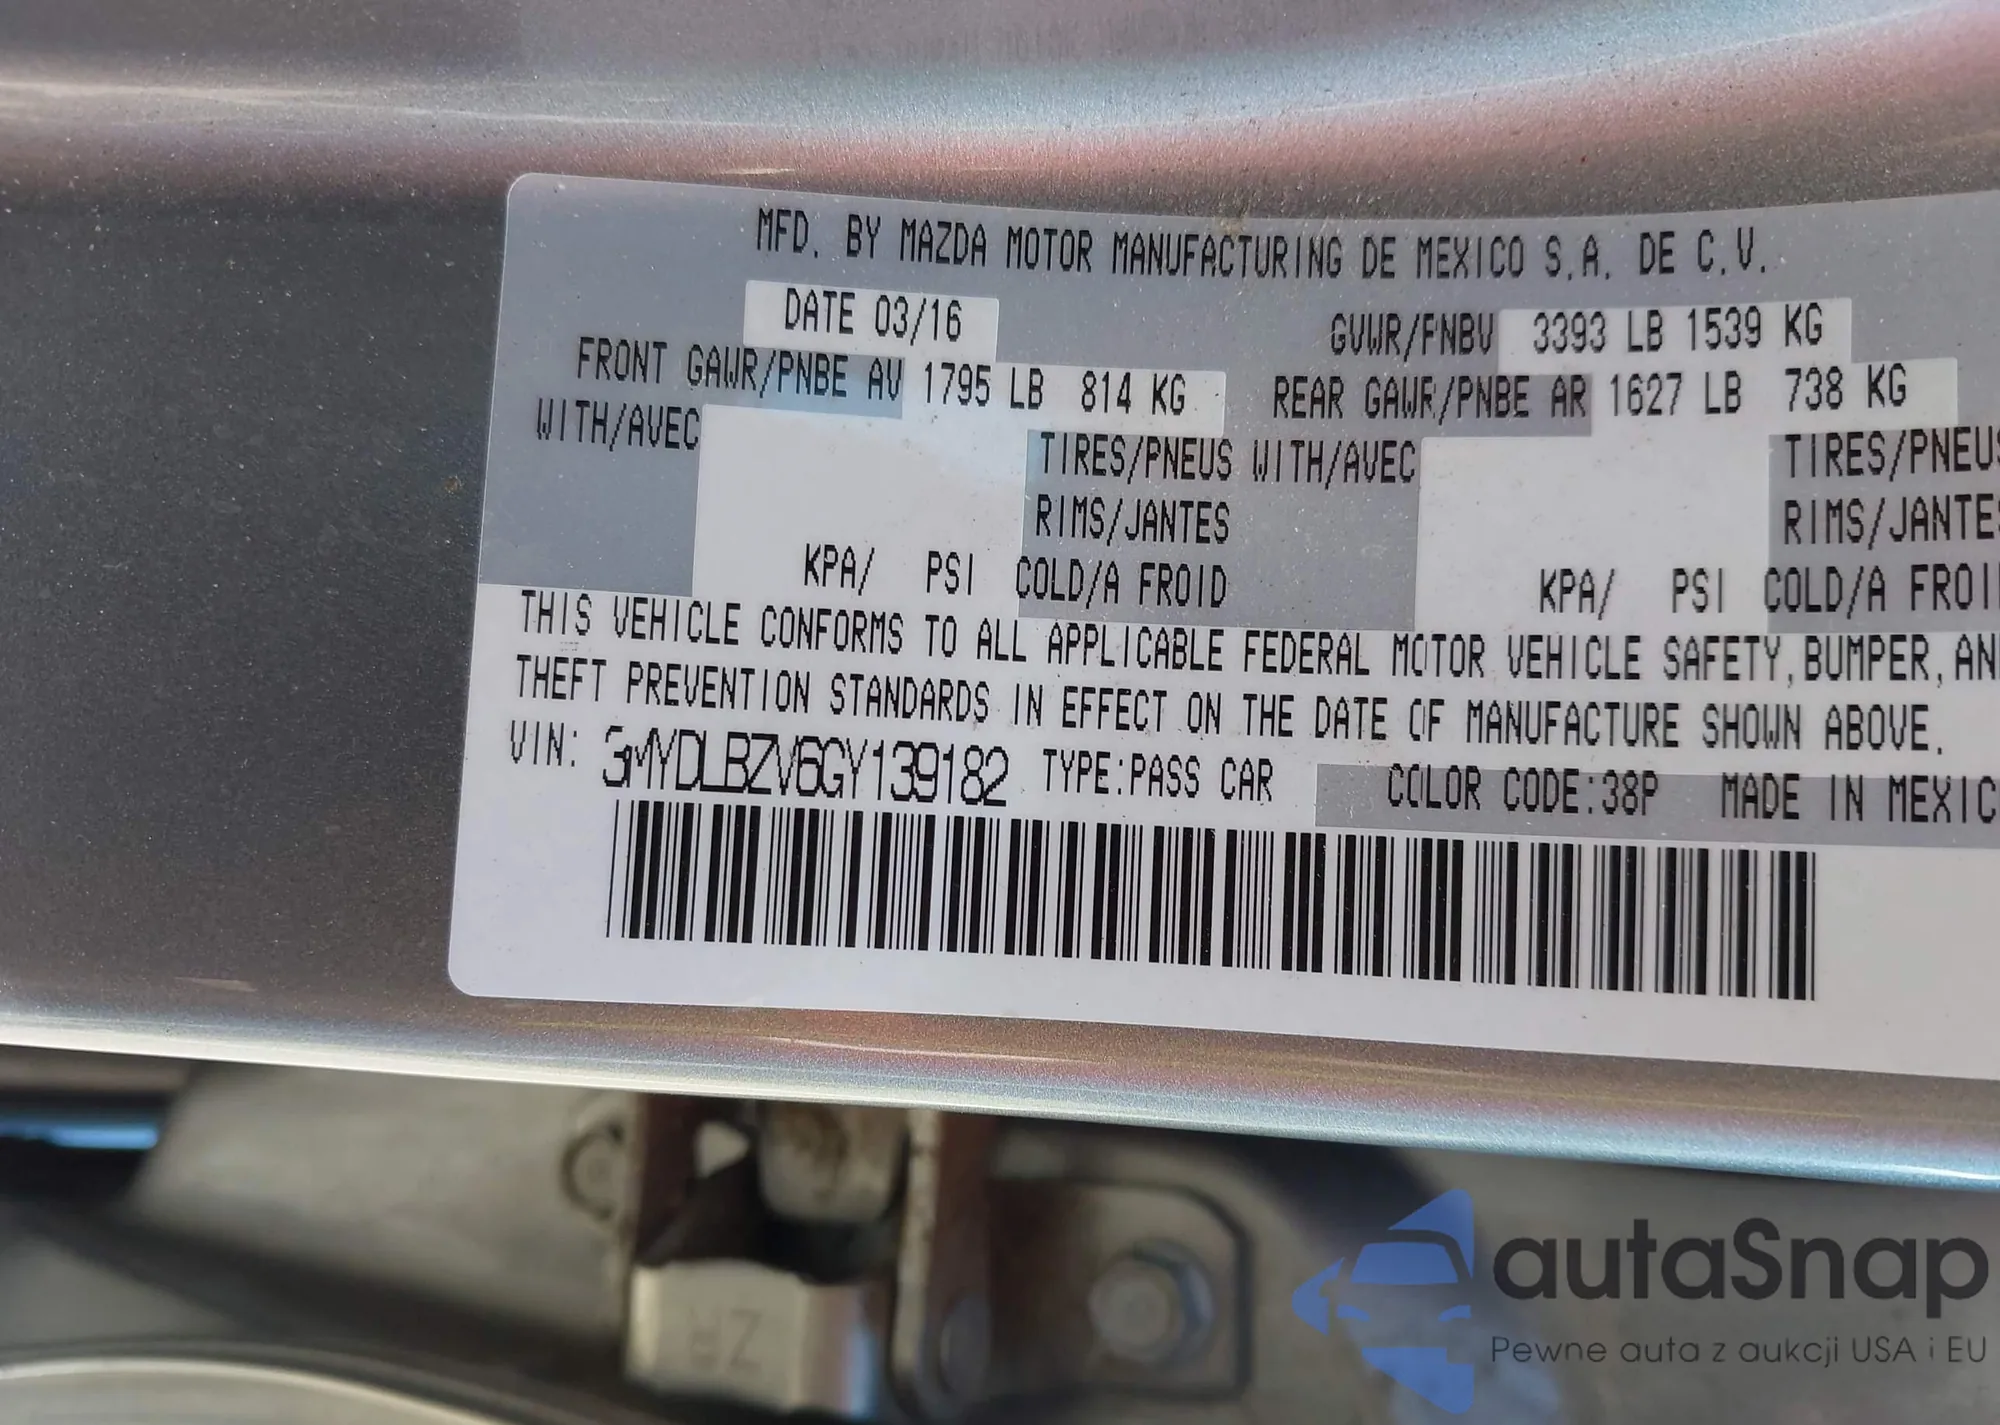 MFD. BY MAZDA MOTOR MANUFACTURING DE MEXICO S.A. DE C.V.
DATE 03/16 GVWR/PNBV 3393 LB 1539 KG
FRONT GAWR/PNBE AV 1795 LB 814 KG REAR GAWR/PNBE AR 1627 LB 738 KG
WITH/AVEC TIRES/PNEUS WITH/AVEC TIRES/PNEUS
RIMS/JANTES RIMS/JANTES
KPA/ PSI COLD/A FROID KPA/ PSI COLD/A FROI
THIS VEHICLE CONFORMS TO ALL APPLICABLE FEDERAL MOTOR VEHICLE SAFETY, BUMPER, AN
THEFT PREVENTION STANDARDS IN EFFECT ON THE DATE OF MANUFACTURE SHOWN ABOVE.
VIN: 3MYDLBZV6GY139182 TYPE:PASS CAR COLOR CODE:38P MADE IN MEXIC
ZR
autaSnap
Pewne auta z aukcji USA i EU